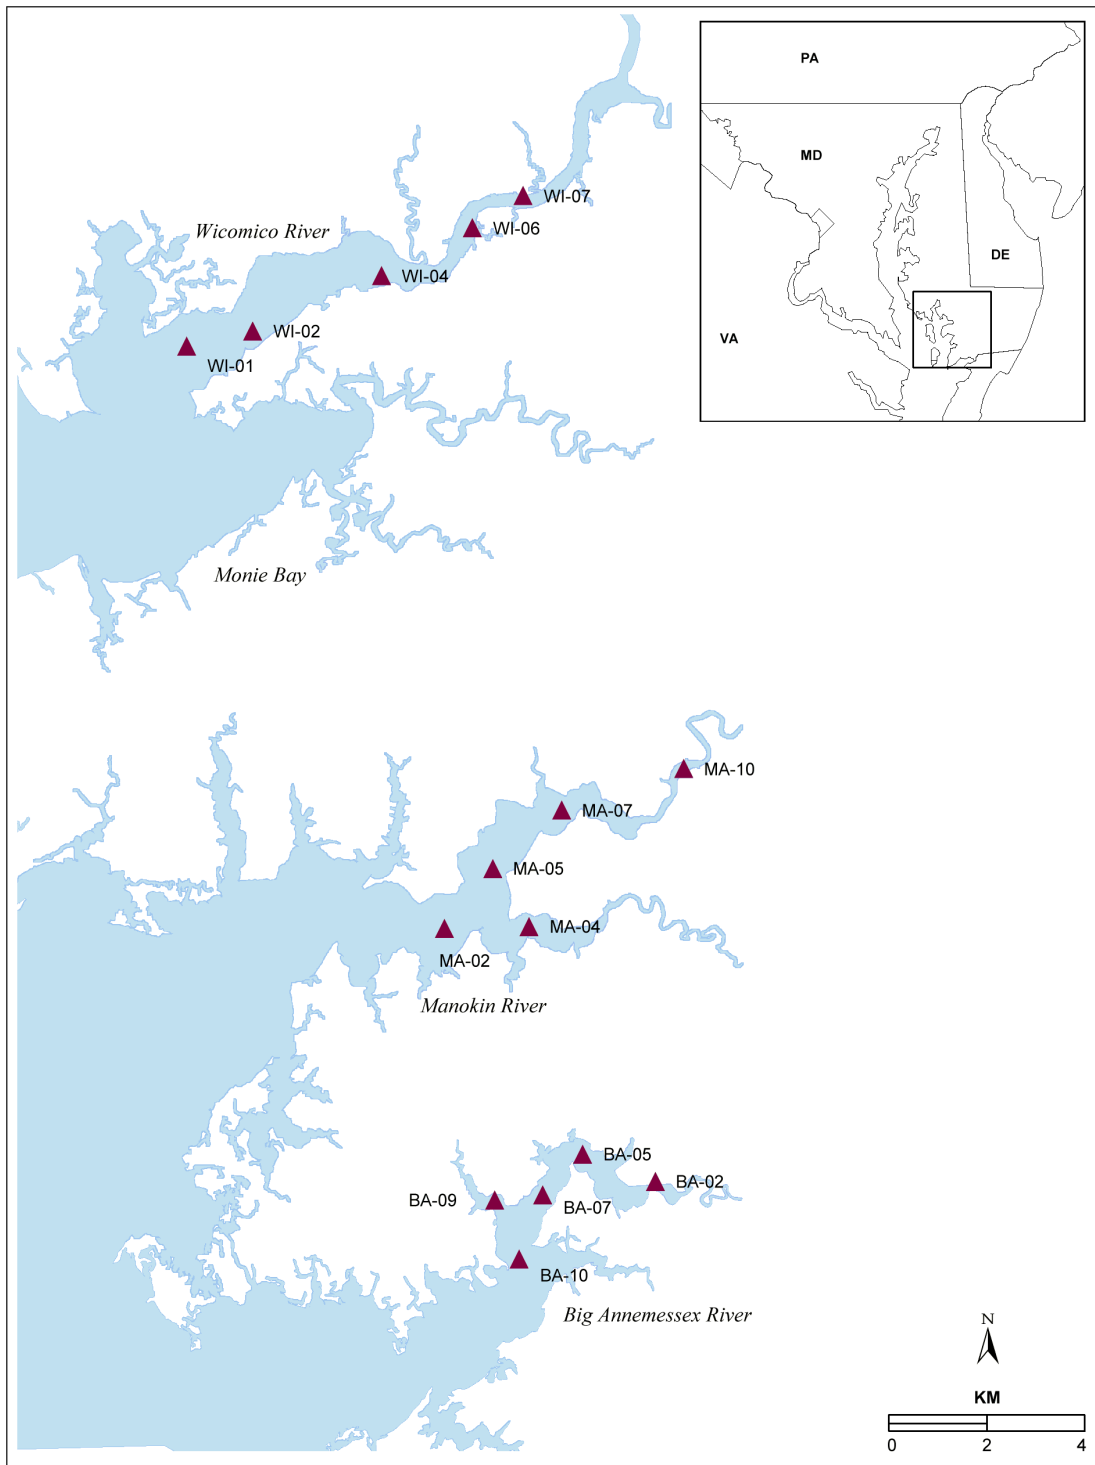 PA
MD
DE
VA
WI-07
Wicomico River
WI-06
WI-04
WI-02
WI-01
Monie Bay
MA-10
MA-07
MA-05
MA-04
MA-02
Manokin River
BA-05
BA-02
BA-09
BA-07
BA-10
Big Annemessex River
N
KM
0 2 4